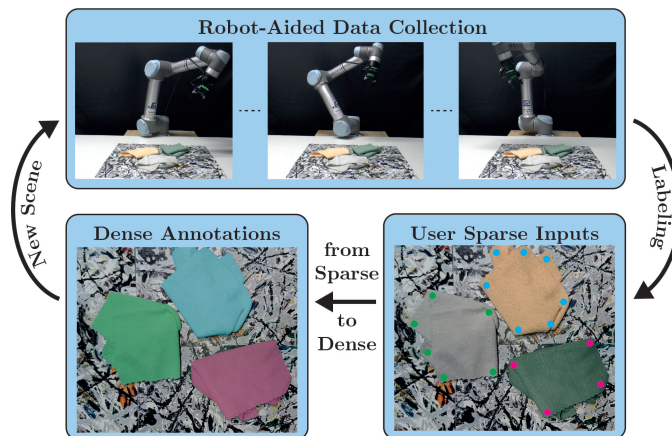 Robot-Aided Data Collection
New Scene
Labeling
Dense Annotations
from
Sparse
to
Dense
User Sparse Inputs